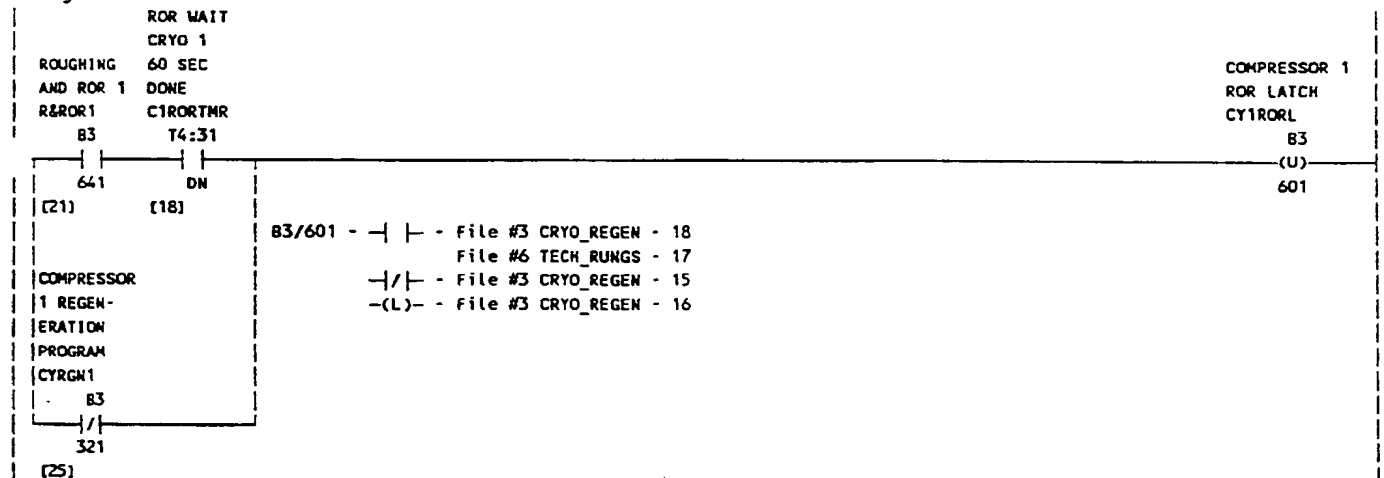 ROR WAIT
CRYO 1
ROUGHING 60 SEC COMPRESSOR 1
AND ROR 1 DONE ROR LATCH
R&ROR1 C1RORTMR CY1RORL
B3 T4:31 B3
(U)
641 DN 601
[21] [18]
B3/601 - -| |- - File #3 CRYO_REGEN - 18
File #6 TECH_RUNGS - 17
-|/|- - File #3 CRYO_REGEN - 15
-(L)- - File #3 CRYO_REGEN - 16
COMPRESSOR
1 REGEN-
ERATION
PROGRAM
CYRGN1
B3
321
[25]